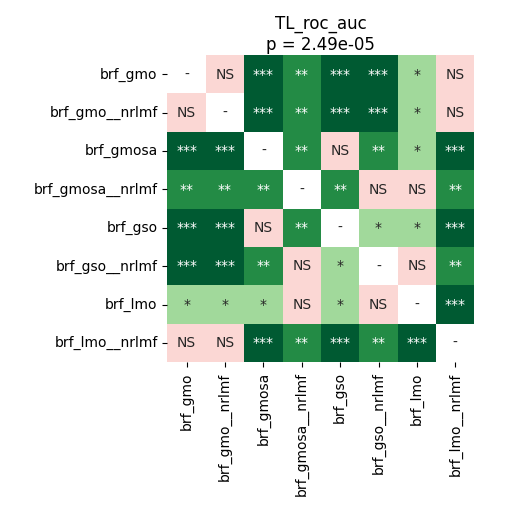 TL_roc_auc
p = 2.49e-05
brf_gmo - NS *** ** *** *** * NS
brf_gmo__nrlmf NS - *** ** *** *** * NS
brf_gmosa *** *** - ** NS ** * ***
brf_gmosa__nrlmf ** ** ** - ** NS NS **
brf_gso *** *** NS ** - * * ***
brf_gso__nrlmf *** *** ** NS * - NS **
brf_lmo * * * NS * NS - ***
brf_lmo__nrlmf NS NS *** ** *** ** *** -
brf_gmo
brf_gmo__nrlmf
brf_gmosa
brf_gmosa__nrlmf
brf_gso
brf_gso__nrlmf
brf_lmo
brf_lmo__nrlmf